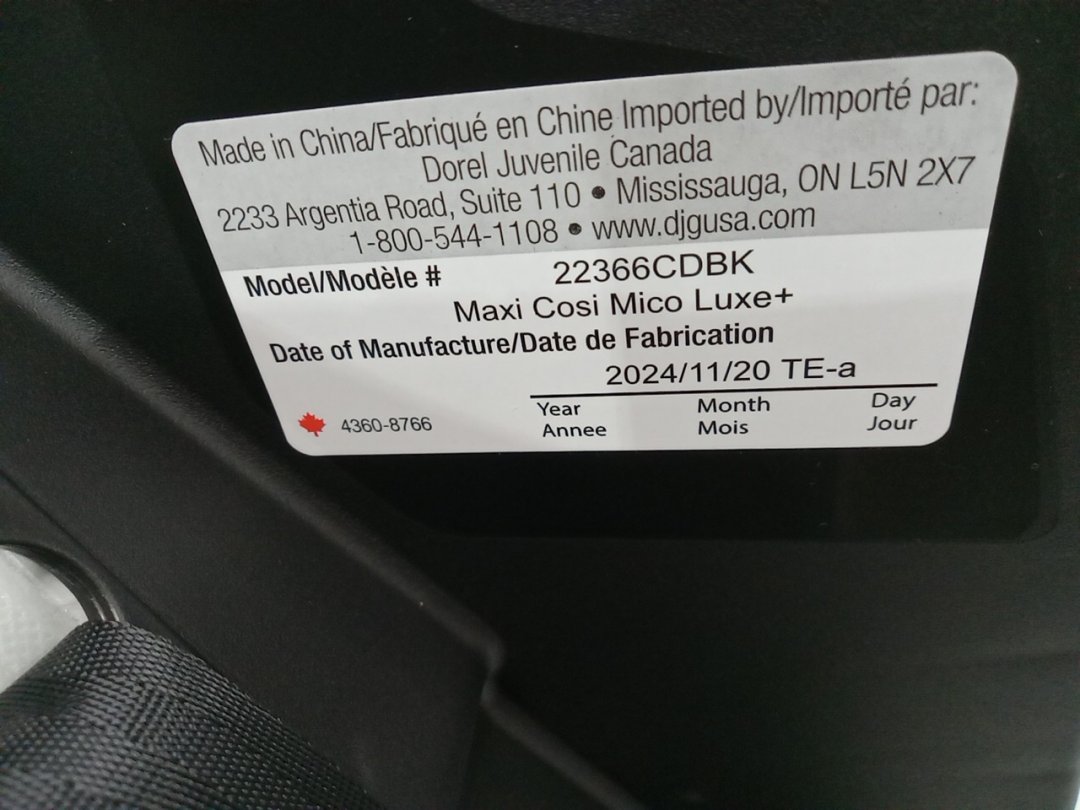 Made in China/Fabriqué en Chine Imported by/Importé par:
Dorel Juvenile Canada
2233 Argentia Road, Suite 110 • Mississauga, ON L5N 2X7
1-800-544-1108 • www.djgusa.com
Model/Modèle # 22366CDBK
Maxi Cosi Mico Luxe+
Date of Manufacture/Date de Fabrication
2024/11/20 TE-a
Year Month Day
Annee Mois Jour
4360-8766